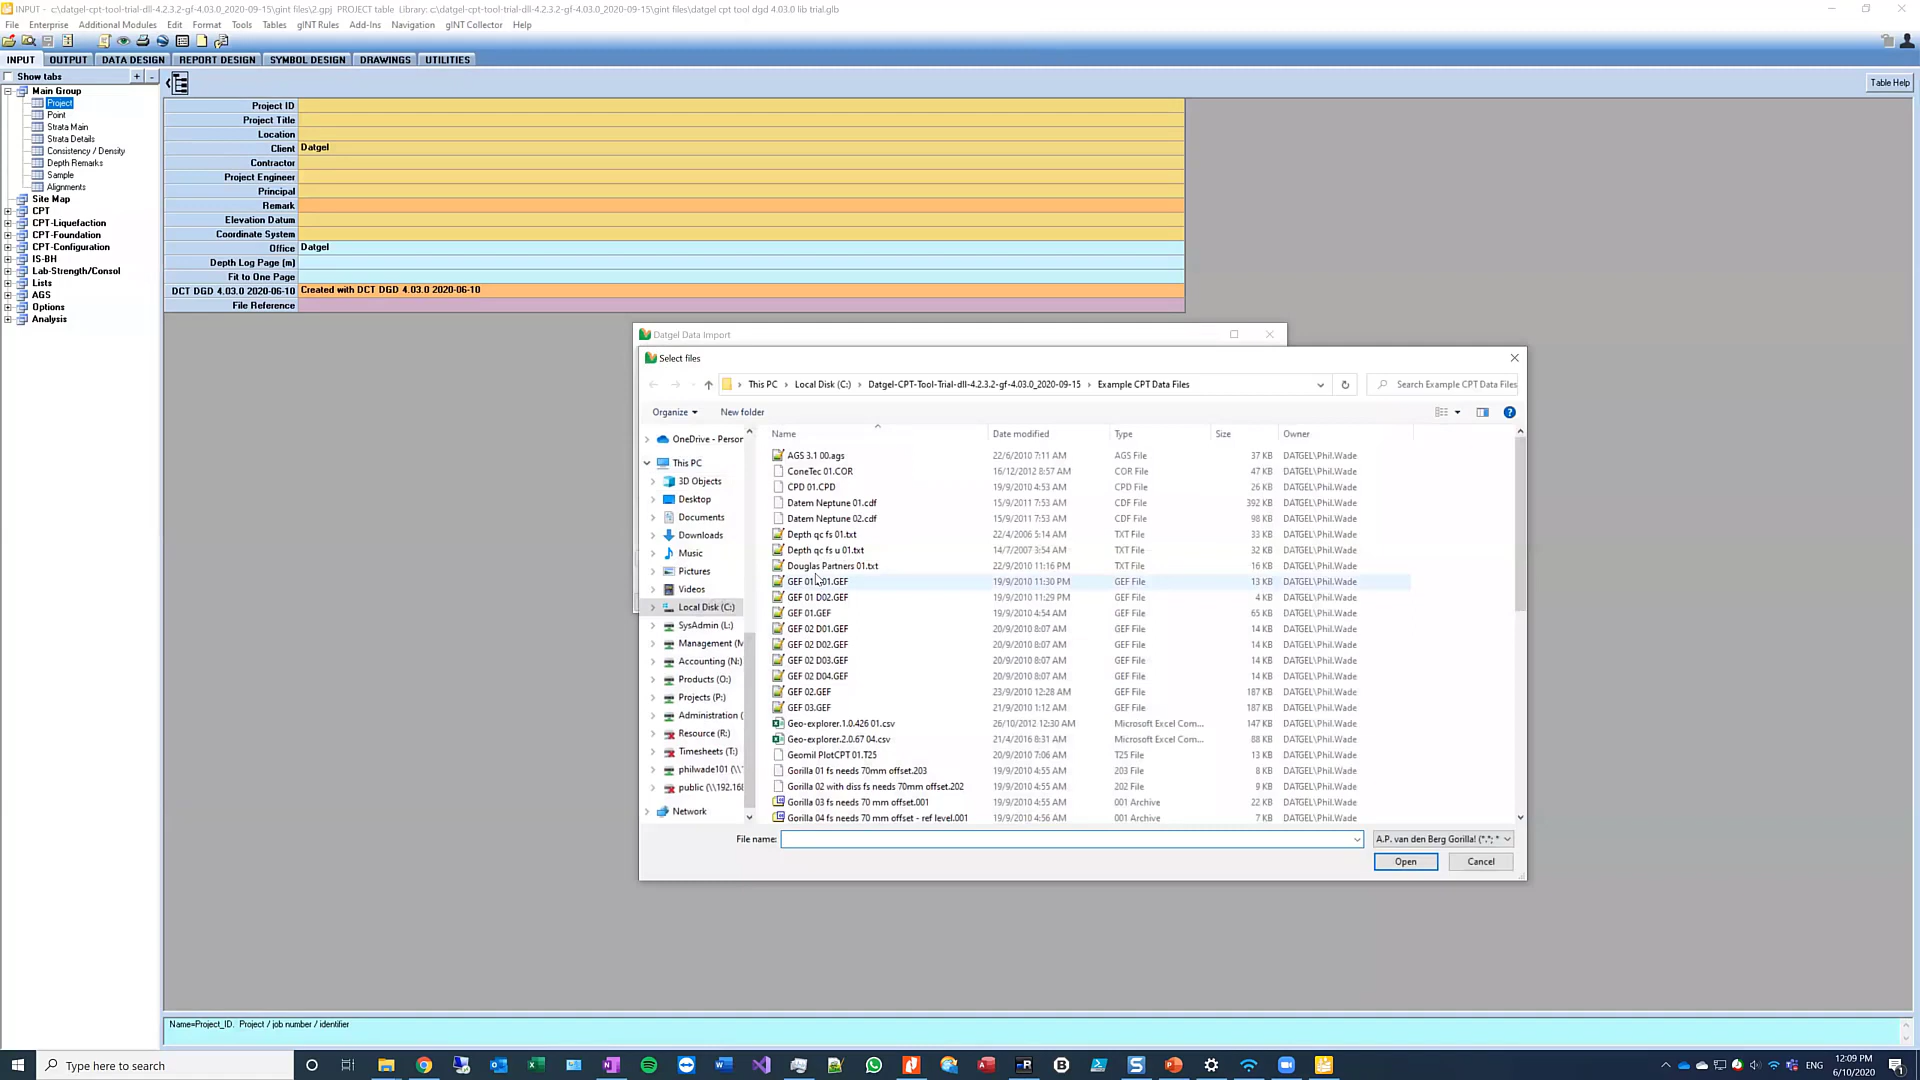 INPUT - c:\datgel-cpt-tool-trial-dll-4.2.3.2-gf-4.03.0_2020-09-15\gint files\2.gpj PROJECT table Library: c:\datgel-cpt-tool-trial-dll-4.2.3.2-gf-4.03.0_2020-09-15\gint files\datgel cpt tool dgd 4.03.0 lib trial.glb
File Enterprise Additional Modules Edit Format Tools Tables gINT Rules Add-Ins Navigation gINT Collector Help
INPUT OUTPUT DATA DESIGN REPORT DESIGN SYMBOL DESIGN DRAWINGS UTILITIES
Show tabs + -
Table Help
Main Group
Project
Point
Strata Main
Strata Details
Consistency / Density
Depth Remarks
Sample
Alignments
Site Map
CPT
CPT-Liquefaction
CPT-Foundation
CPT-Configuration
IS-BH
Lab-Strength/Consol
Lists
AGS
Options
Analysis
Project ID
Project Title
Location
Client Datgel
Contractor
Project Engineer
Principal
Remark
Elevation Datum
Coordinate System
Office Datgel
Depth Log Page (m)
Fit to One Page
DCT DGD 4.03.0 2020-06-10 Created with DCT DGD 4.03.0 2020-06-10
File Reference
Datgel Data Import
Select files
This PC › Local Disk (C:) › Datgel-CPT-Tool-Trial-dll-4.2.3.2-gf-4.03.0_2020-09-15 › Example CPT Data Files
Search Example CPT Data Files
Organize New folder
OneDrive - Person
This PC
3D Objects
Desktop
Documents
Downloads
Music
Pictures
Videos
Local Disk (C:)
SysAdmin (L:)
Management (M
Accounting (N:)
Products (O:)
Projects (P:)
Administration (
Resource (R:)
Timesheets (T:)
philwade101 (\\'
public (\\192.16
Network
Name Date modified Type Size Owner
AGS 3.1 00.ags 22/6/2010 7:11 AM AGS File 37 KB DATGEL\Phil.Wade
ConeTec 01.COR 16/12/2012 8:57 AM COR File 47 KB DATGEL\Phil.Wade
CPD 01.CPD 19/9/2010 4:53 AM CPD File 26 KB DATGEL\Phil.Wade
Datem Neptune 01.cdf 15/9/2011 7:53 AM CDF File 392 KB DATGEL\Phil.Wade
Datem Neptune 02.cdf 15/9/2011 7:53 AM CDF File 98 KB DATGEL\Phil.Wade
Depth qc fs 01.txt 22/4/2006 5:14 AM TXT File 33 KB DATGEL\Phil.Wade
Depth qc fs u 01.txt 14/7/2007 3:54 AM TXT File 32 KB DATGEL\Phil.Wade
Douglas Partners 01.txt 22/9/2010 11:16 PM TXT File 16 KB DATGEL\Phil.Wade
GEF 01 D01.GEF 19/9/2010 11:30 PM GEF File 13 KB DATGEL\Phil.Wade
GEF 01 D02.GEF 19/9/2010 11:29 PM GEF File 4 KB DATGEL\Phil.Wade
GEF 01.GEF 19/9/2010 4:54 AM GEF File 65 KB DATGEL\Phil.Wade
GEF 02 D01.GEF 20/9/2010 8:07 AM GEF File 14 KB DATGEL\Phil.Wade
GEF 02 D02.GEF 20/9/2010 8:07 AM GEF File 14 KB DATGEL\Phil.Wade
GEF 02 D03.GEF 20/9/2010 8:07 AM GEF File 14 KB DATGEL\Phil.Wade
GEF 02 D04.GEF 20/9/2010 8:07 AM GEF File 14 KB DATGEL\Phil.Wade
GEF 02.GEF 23/9/2010 12:28 AM GEF File 187 KB DATGEL\Phil.Wade
GEF 03.GEF 21/9/2010 1:12 AM GEF File 187 KB DATGEL\Phil.Wade
Geo-explorer.1.0.426 01.csv 26/10/2012 12:30 AM Microsoft Excel Com... 147 KB DATGEL\Phil.Wade
Geo-explorer.2.0.67 04.csv 21/4/2016 8:31 AM Microsoft Excel Com... 88 KB DATGEL\Phil.Wade
Geomil PlotCPT 01.T25 20/9/2010 7:06 AM T25 File 13 KB DATGEL\Phil.Wade
Gorilla 01 fs needs 70mm offset.203 19/9/2010 4:55 AM 203 File 8 KB DATGEL\Phil.Wade
Gorilla 02 with diss fs needs 70mm offset.202 19/9/2010 4:55 AM 202 File 9 KB DATGEL\Phil.Wade
Gorilla 03 fs needs 70 mm offset.001 19/9/2010 4:55 AM 001 Archive 22 KB DATGEL\Phil.Wade
Gorilla 04 fs needs 70 mm offset - ref level.001 19/9/2010 4:56 AM 001 Archive 7 KB DATGEL\Phil.Wade
File name: A.P. van den Berg Gorilla! (*.*; *
Open Cancel
Name=Project_ID. Project / job number / identifier
Type here to search
ENG
12:09 PM
6/10/2020